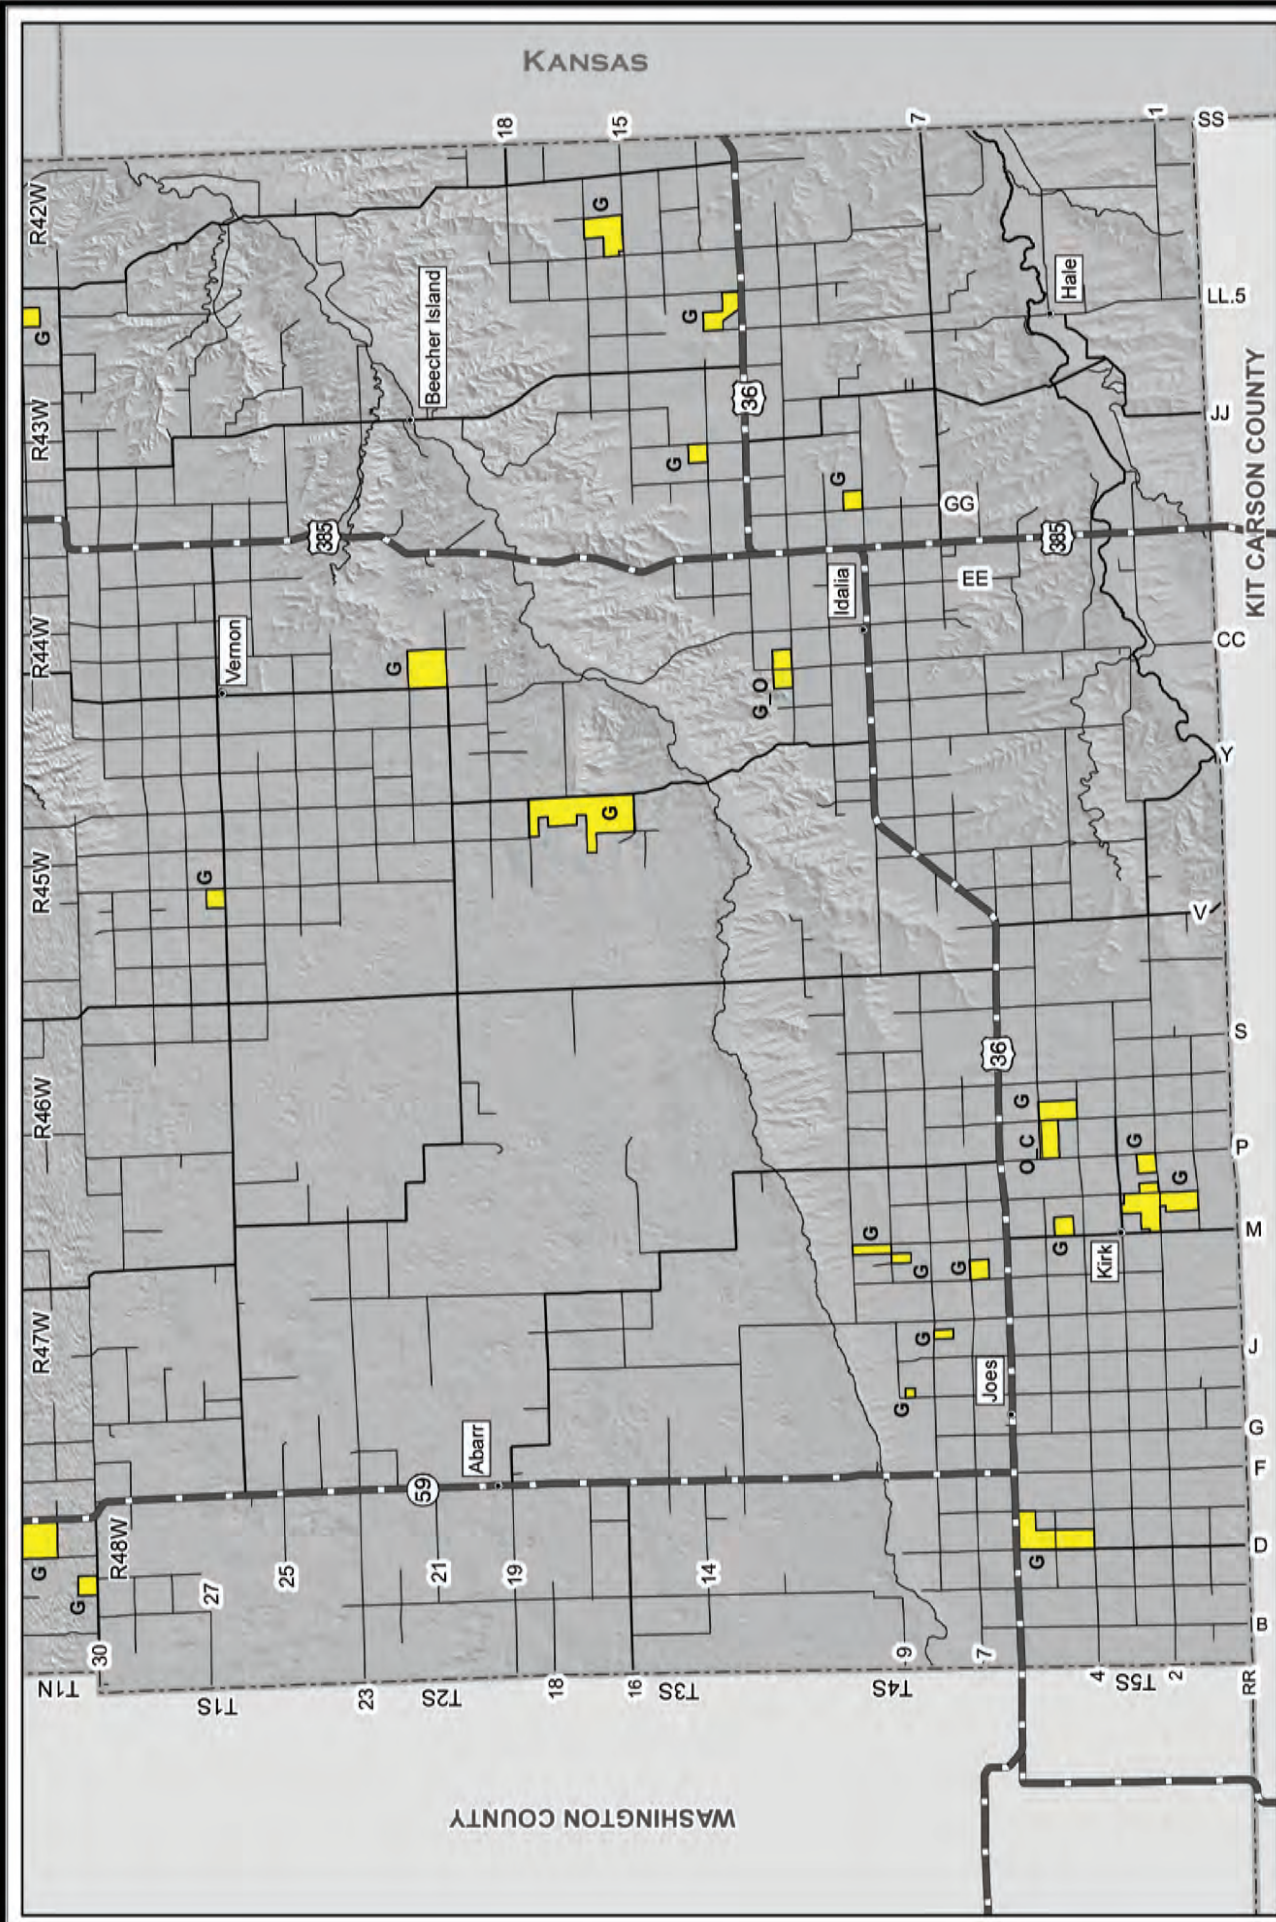 KANSAS
18
15
7
1
SS
R42W
G
G
Hale
LL.5
Beecher Island
G
KIT CARSON COUNTY
36
JJ
R43W
G
G
GG
385
385
EE
Idalia
CC
R44W
Vernon
G
G_O
Y
G
R45W
G
V
S
36
R46W
G
O_C
G
P
G
G
M
G
Kirk
G
G
R47W
G
J
Joes
G
G
Abarr
F
59
R48W
G
G
G
D
27
25
21
19
14
B
30
23
18
16
9
7
4
2
RR
T1N
T1S
T2S
T3S
T4S
T5S
WASHINGTON COUNTY